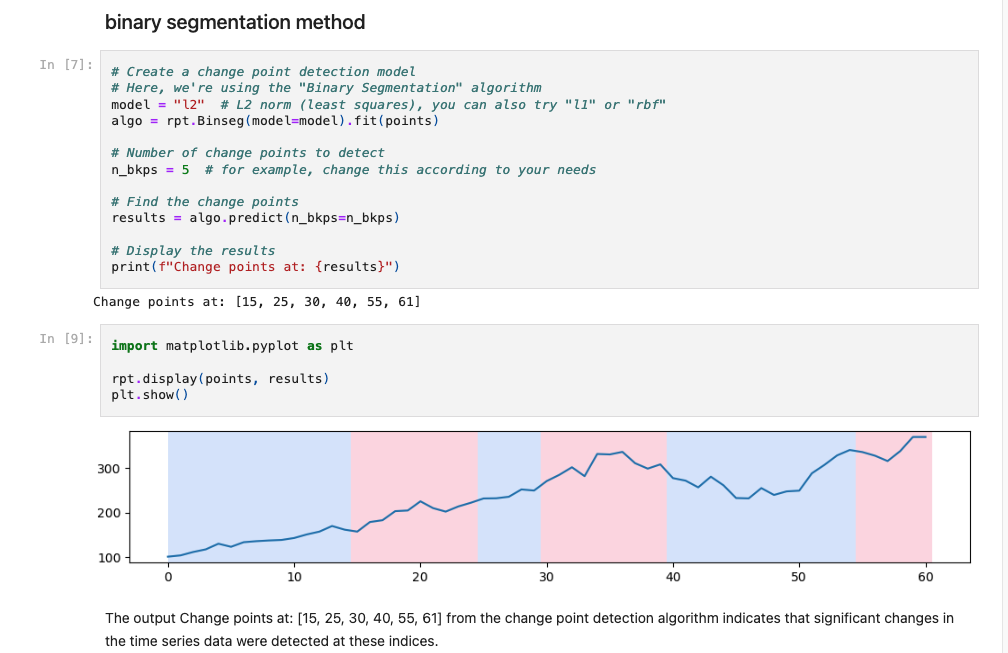 binary segmentation method
In [7]:
# Create a change point detection model
# Here, we're using the "Binary Segmentation" algorithm
model = "l2"  # L2 norm (least squares), you can also try "l1" or "rbf"
algo = rpt.Binseg(model=model).fit(points)
# Number of change points to detect
n_bkps = 5  # for example, change this according to your needs
# Find the change points
results = algo.predict(n_bkps=n_bkps)
# Display the results
print(f"Change points at: {results}")
Change points at: [15, 25, 30, 40, 55, 61]
In [9]:
import matplotlib.pyplot as plt
rpt.display(points, results)
plt.show()
300
200
100
0 10 20 30 40 50 60
The output Change points at: [15, 25, 30, 40, 55, 61] from the change point detection algorithm indicates that significant changes in
the time series data were detected at these indices.